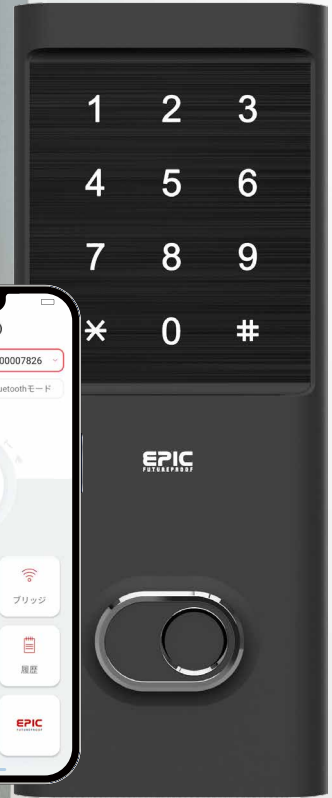 1 2 3
4 5 6
7 8 9
* 0 #
EPIC
FUTUREPROOF
00007826
uetoothモード
ブリッジ
履歴
EPIC
FUTUREPROOF